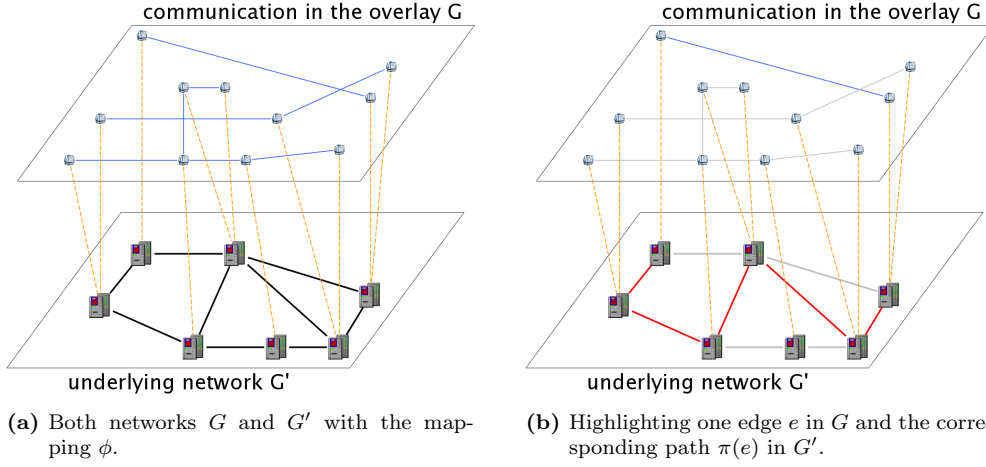 communication in the overlay G
communication in the overlay G
underlying network G'
underlying network G'
(a) Both networks G and G′ with the map-
ping ϕ.
(b) Highlighting one edge e in G and the corre-
sponding path π(e) in G′.